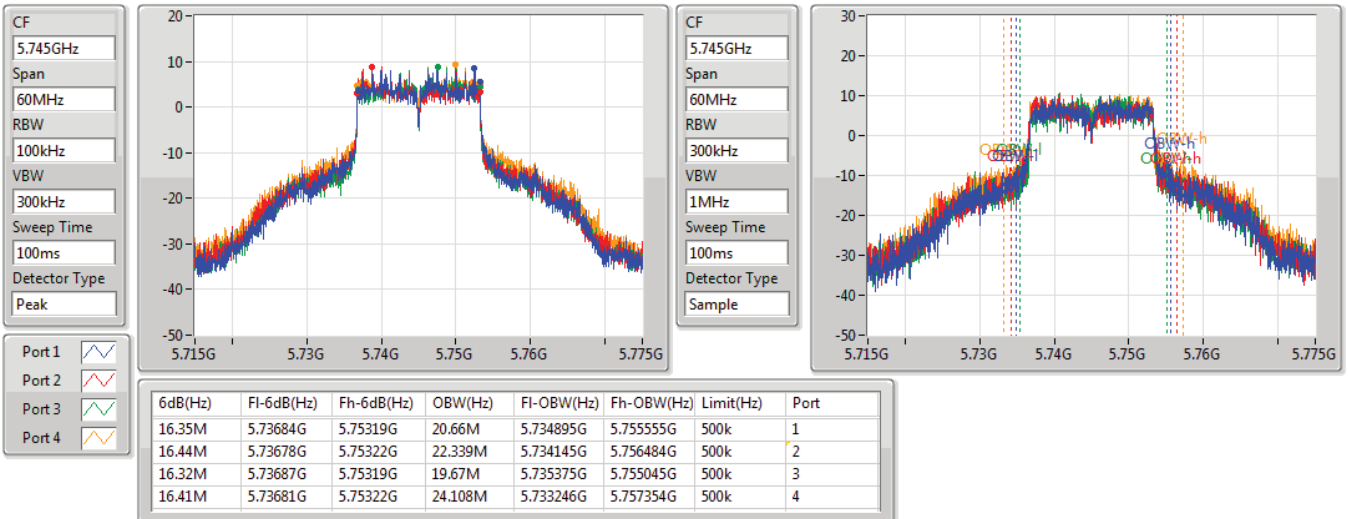 CF
5.745GHz
Span
60MHz
RBW
100kHz
VBW
300kHz
Sweep Time
100ms
Detector Type
Peak
20
10
0
-10
-20
-30
-40
-50
5.715G 5.73G 5.74G 5.75G 5.76G 5.775G
CF
5.745GHz
Span
60MHz
RBW
300kHz
VBW
1MHz
Sweep Time
100ms
Detector Type
Sample
30
20
10
0
-10
-20
-30
-40
-50
OBW-h
5.715G 5.73G 5.74G 5.75G 5.76G 5.775G
Port 1
Port 2
Port 3
Port 4
6dB(Hz) Fl-6dB(Hz) Fh-6dB(Hz) OBW(Hz) Fl-OBW(Hz) Fh-OBW(Hz) Limit(Hz) Port
16.35M 5.73684G 5.75319G 20.66M 5.734895G 5.755555G 500k 1
16.44M 5.73678G 5.75322G 22.339M 5.734145G 5.756484G 500k 2
16.32M 5.73687G 5.75319G 19.67M 5.735375G 5.755045G 500k 3
16.41M 5.73681G 5.75322G 24.108M 5.733246G 5.757354G 500k 4